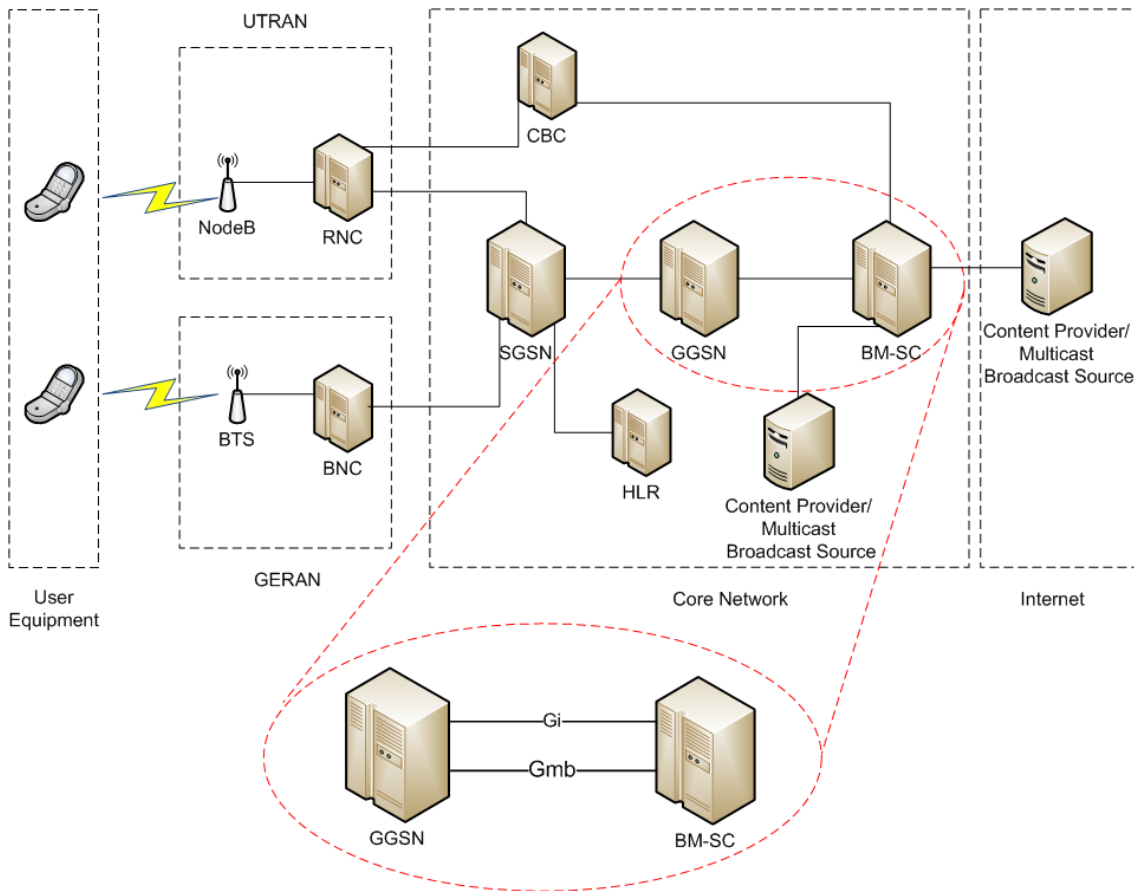 UTRAN
CBC
NodeB
RNC
SGSN
GGSN
BM-SC
Content Provider/
Multicast
Broadcast Source
BTS
BNC
HLR
Content Provider/
Multicast
Broadcast Source
GERAN
User
Equipment
Core Network
Internet
Gi
Gmb
GGSN
BM-SC